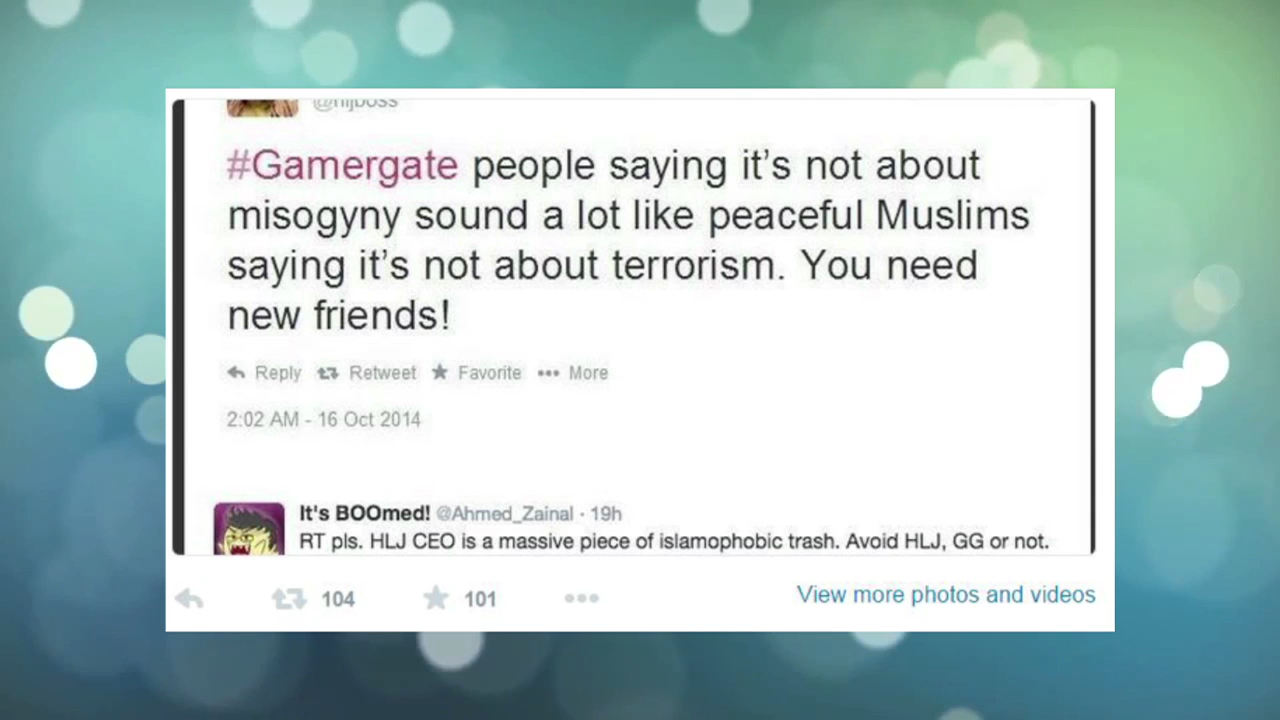 @hljboss
#Gamergate people saying it's not about
misogyny sound a lot like peaceful Muslims
saying it's not about terrorism. You need
new friends!
Reply Retweet Favorite ••• More
2:02 AM - 16 Oct 2014
It's BOOmed! @Ahmed_Zainal · 19h
RT pls. HLJ CEO is a massive piece of islamophobic trash. Avoid HLJ, GG or not.
104 101 ••• View more photos and videos